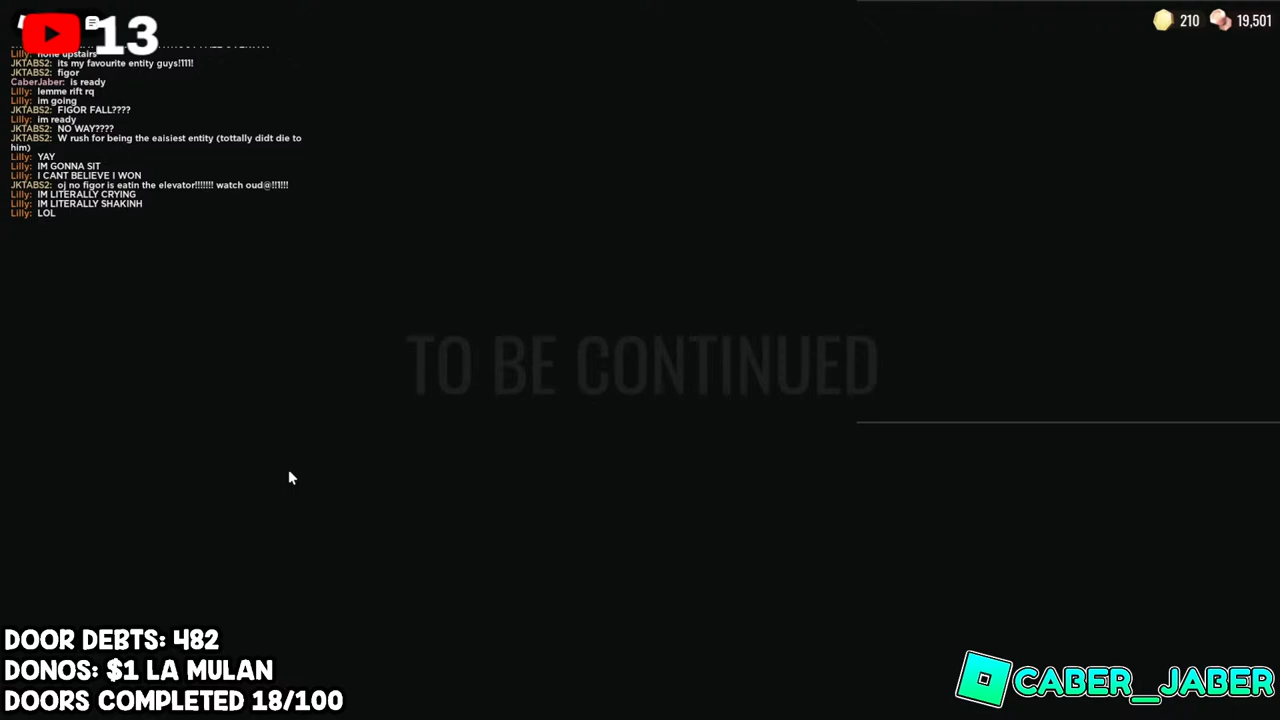 13
210 19,501
Lilly: none upstairs
JKTABS2: its my favourite entity guys!111!
JKTABS2: figor
CaberJaber: is ready
Lilly: lemme rift rq
Lilly: im going
JKTABS2: FIGOR FALL????
Lilly: im ready
JKTABS2: NO WAY????
JKTABS2: W rush for being the eaisiest entity (tottally didt die to
him)
Lilly: YAY
Lilly: IM GONNA SIT
Lilly: I CANT BELIEVE I WON
JKTABS2: oj no figor is eatin the elevator!!!!!!! watch oud@!!1!!!
Lilly: IM LITERALLY CRYING
Lilly: IM LITERALLY SHAKINH
Lilly: LOL
TO BE CONTINUED
DOOR DEBTS: 482
DONOS: $1 LA MULAN
DOORS COMPLETED 18/100
CABER_JABER